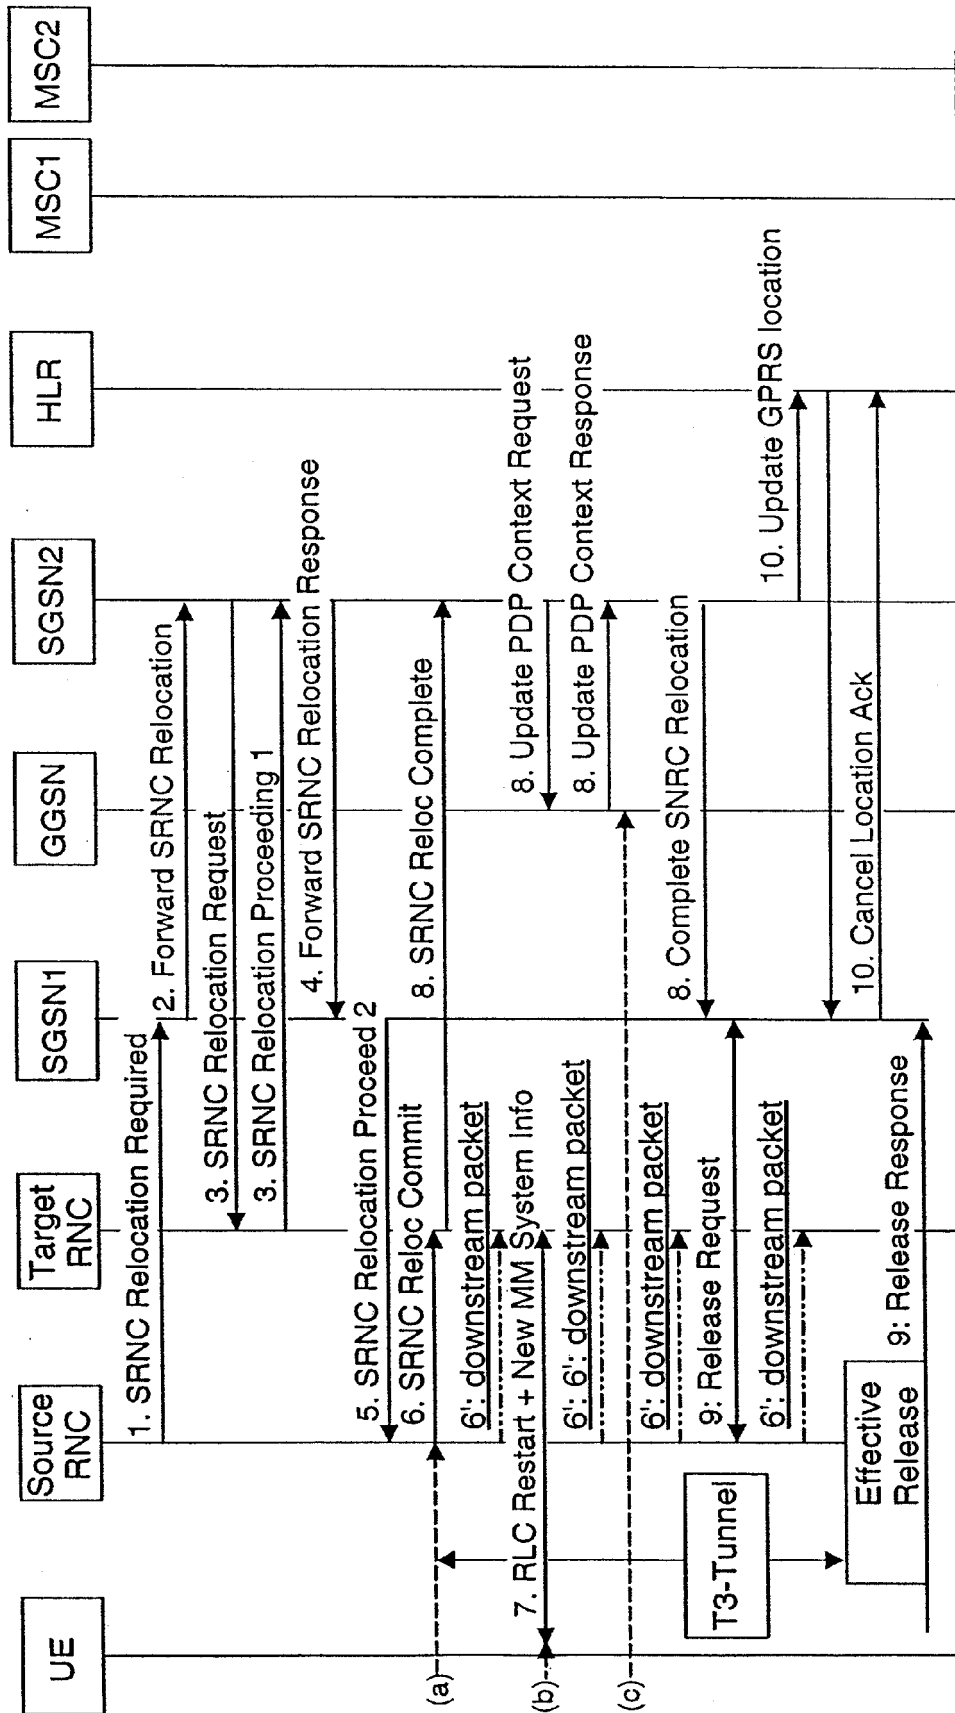 UE
Source
RNC
Target
RNC
SGSN1
GGSN
SGSN2
HLR
MSC1
MSC2
1. SRNC Relocation Required
2. Forward SRNC Relocation
3. SRNC Relocation Request
3. SRNC Relocation Proceeding 1
4. Forward SRNC Relocation Response
5. SRNC Relocation Proceed 2
6. SRNC Reloc Commit
8. SRNC Reloc Complete
(a)
6': downstream packet
7. RLC Restart + New MM System Info
(b)
8. Update PDP Context Request
6': 6': downstream packet
8. Update PDP Context Response
(c)
6': downstream packet
8. Complete SNRC Relocation
9: Release Request
T3-Tunnel
6': downstream packet
10. Update GPRS location
10. Cancel Location Ack
Effective
Release
9: Release Response